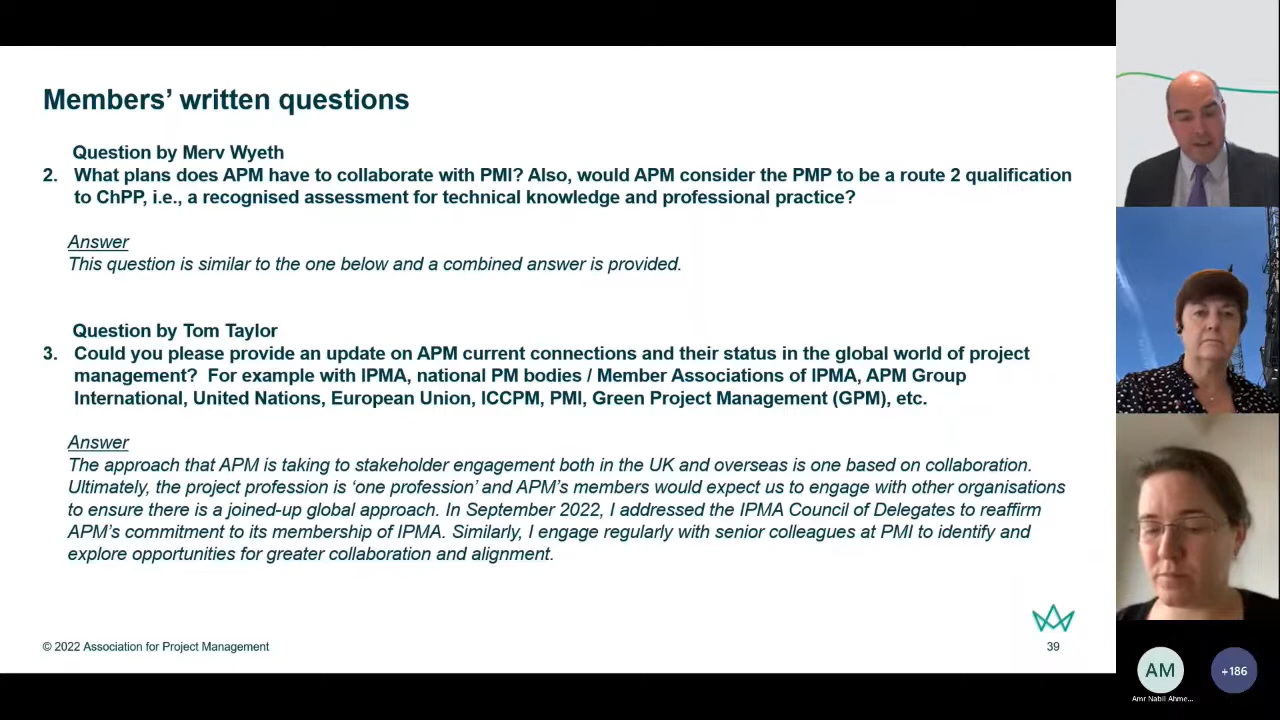 Members’ written questions
Question by Merv Wyeth
2. What plans does APM have to collaborate with PMI? Also, would APM consider the PMP to be a route 2 qualification
to ChPP, i.e., a recognised assessment for technical knowledge and professional practice?
Answer
This question is similar to the one below and a combined answer is provided.
Question by Tom Taylor
3. Could you please provide an update on APM current connections and their status in the global world of project
management? For example with IPMA, national PM bodies / Member Associations of IPMA, APM Group
International, United Nations, European Union, ICCPM, PMI, Green Project Management (GPM), etc.
Answer
The approach that APM is taking to stakeholder engagement both in the UK and overseas is one based on collaboration.
Ultimately, the project profession is ‘one profession’ and APM’s members would expect us to engage with other organisations
to ensure there is a joined-up global approach. In September 2022, I addressed the IPMA Council of Delegates to reaffirm
APM’s commitment to its membership of IPMA. Similarly, I engage regularly with senior colleagues at PMI to identify and
explore opportunities for greater collaboration and alignment.
© 2022 Association for Project Management
39
AM
+186
Amr Nabil Ahme...